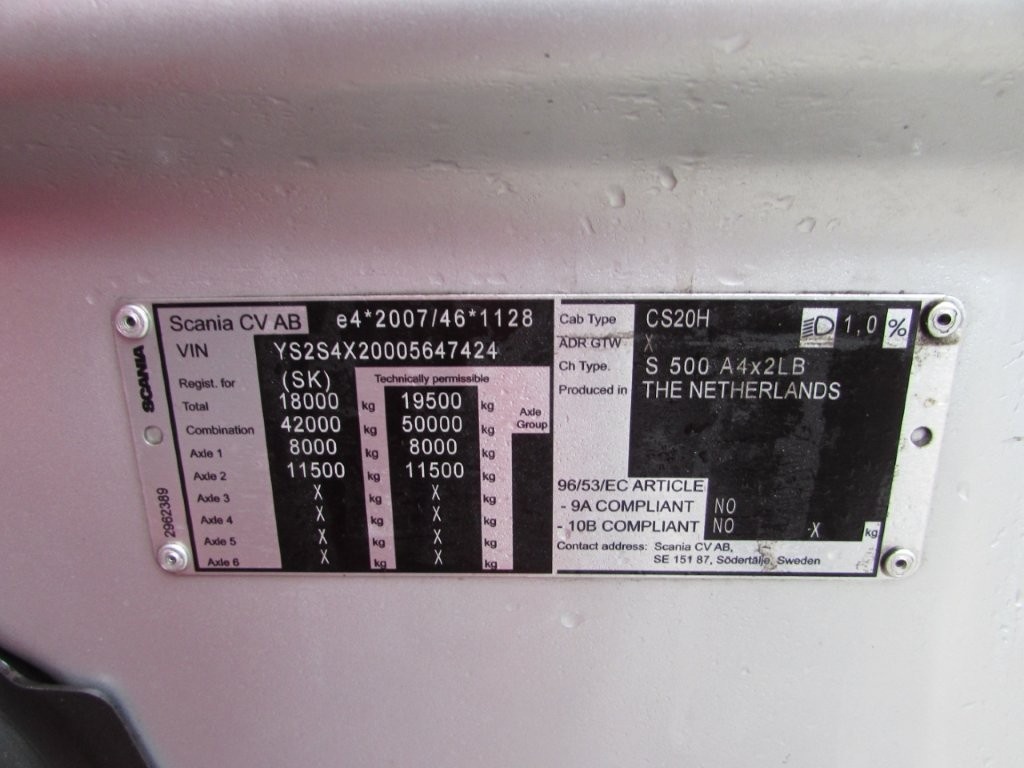 SCANIA
2962389
Scania CV AB e4*2007/46*1128
VIN YS2S4X20005647424
Regist. for (SK) Technically permissible
Total 18000 kg 19500 kg Axle Group
Combination 42000 kg 50000 kg
Axle 1 8000 kg 8000 kg
Axle 2 11500 kg 11500 kg
Axle 3 X kg X kg
Axle 4 X kg X kg
Axle 5 X kg X kg
Axle 6 X kg X kg
Cab Type CS20H 1,0 %
ADR GTW X
Ch Type. S 500 A4x2LB
Produced in THE NETHERLANDS
96/53/EC ARTICLE
- 9A COMPLIANT NO
- 10B COMPLIANT NO X kg
Contact address: Scania CV AB,
SE 151 87, Södertälje, Sweden